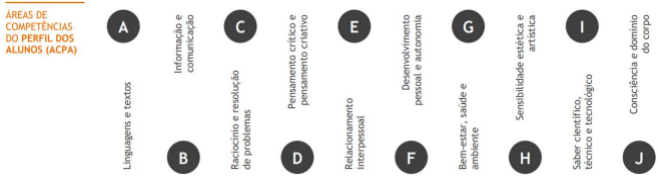 ÁREAS DE
COMPETÊNCIAS
DO PERFIL DOS
ALUNOS (ACPA)
A
Linguagens e textos
Informação e
comunicação
B
C
Raciocínio e resolução
de problemas
Pensamento crítico e
pensamento criativo
D
E
Relacionamento
interpessoal
Desenvolvimento
pessoal e autonomia
F
G
Bem-estar, saúde e
ambiente
Sensibilidade estética e
artística
H
I
Saber científico,
técnico e tecnológico
Consciência e domínio
do corpo
J